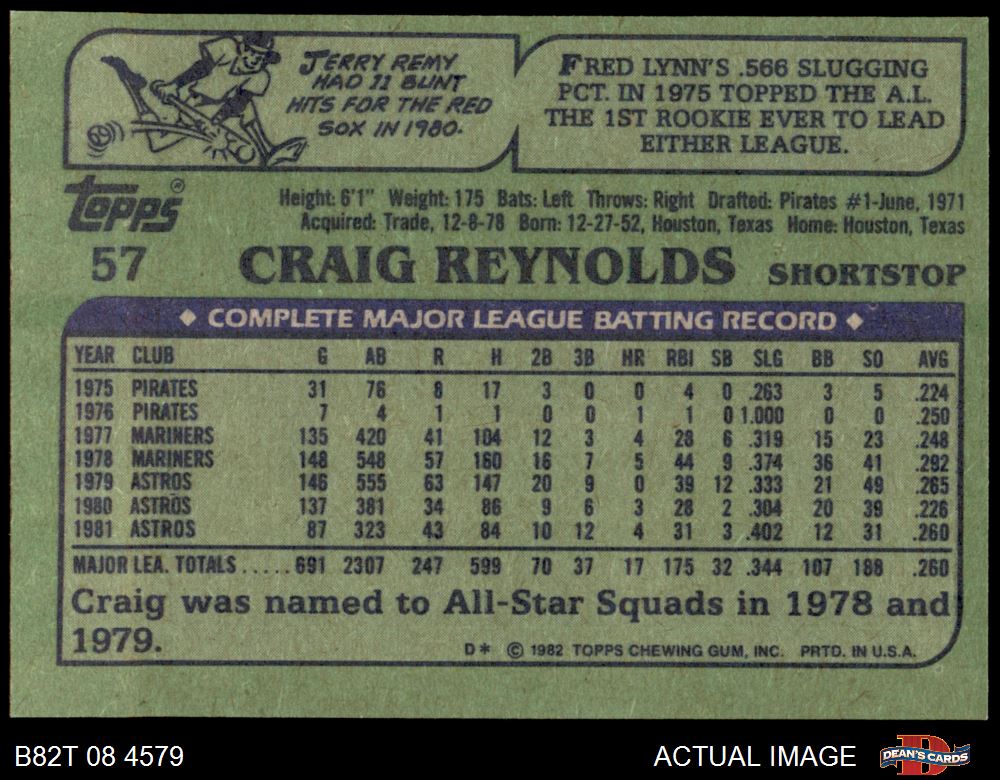 JERRY REMY
HAD 11 BUNT
HITS FOR THE RED
SOX IN 1980.
FRED LYNN'S .566 SLUGGING
PCT. IN 1975 TOPPED THE A.L.
THE 1ST ROOKIE EVER TO LEAD
EITHER LEAGUE.
Topps®
Height: 6'1" Weight: 175 Bats: Left Throws: Right Drafted: Pirates #1-June, 1971
Acquired: Trade, 12-8-78 Born: 12-27-52, Houston, Texas Home: Houston, Texas
57 CRAIG REYNOLDS SHORTSTOP
◆ COMPLETE MAJOR LEAGUE BATTING RECORD ◆
YEAR CLUB G AB R H 2B 3B HR RBI SB SLG BB SO AVG
1975 PIRATES 31 76 8 17 3 0 0 4 0 .263 3 5 .224
1976 PIRATES 7 4 1 1 0 0 1 1 0 1.000 0 0 .250
1977 MARINERS 135 420 41 104 12 3 4 28 6 .319 15 23 .248
1978 MARINERS 148 548 57 160 16 7 5 44 9 .374 36 41 .292
1979 ASTROS 146 555 63 147 20 9 0 39 12 .333 21 49 .265
1980 ASTROS 137 381 34 86 9 6 3 28 2 .304 20 39 .226
1981 ASTROS 87 323 43 84 10 12 4 31 3 .402 12 31 .260
MAJOR LEA. TOTALS.....691 2307 247 599 70 37 17 175 32 .344 107 188 .260
Craig was named to All-Star Squads in 1978 and
1979.
D* © 1982 TOPPS CHEWING GUM, INC. PRTD. IN U.S.A.
B82T 08 4579
ACTUAL IMAGE
DEAN'S CARDS